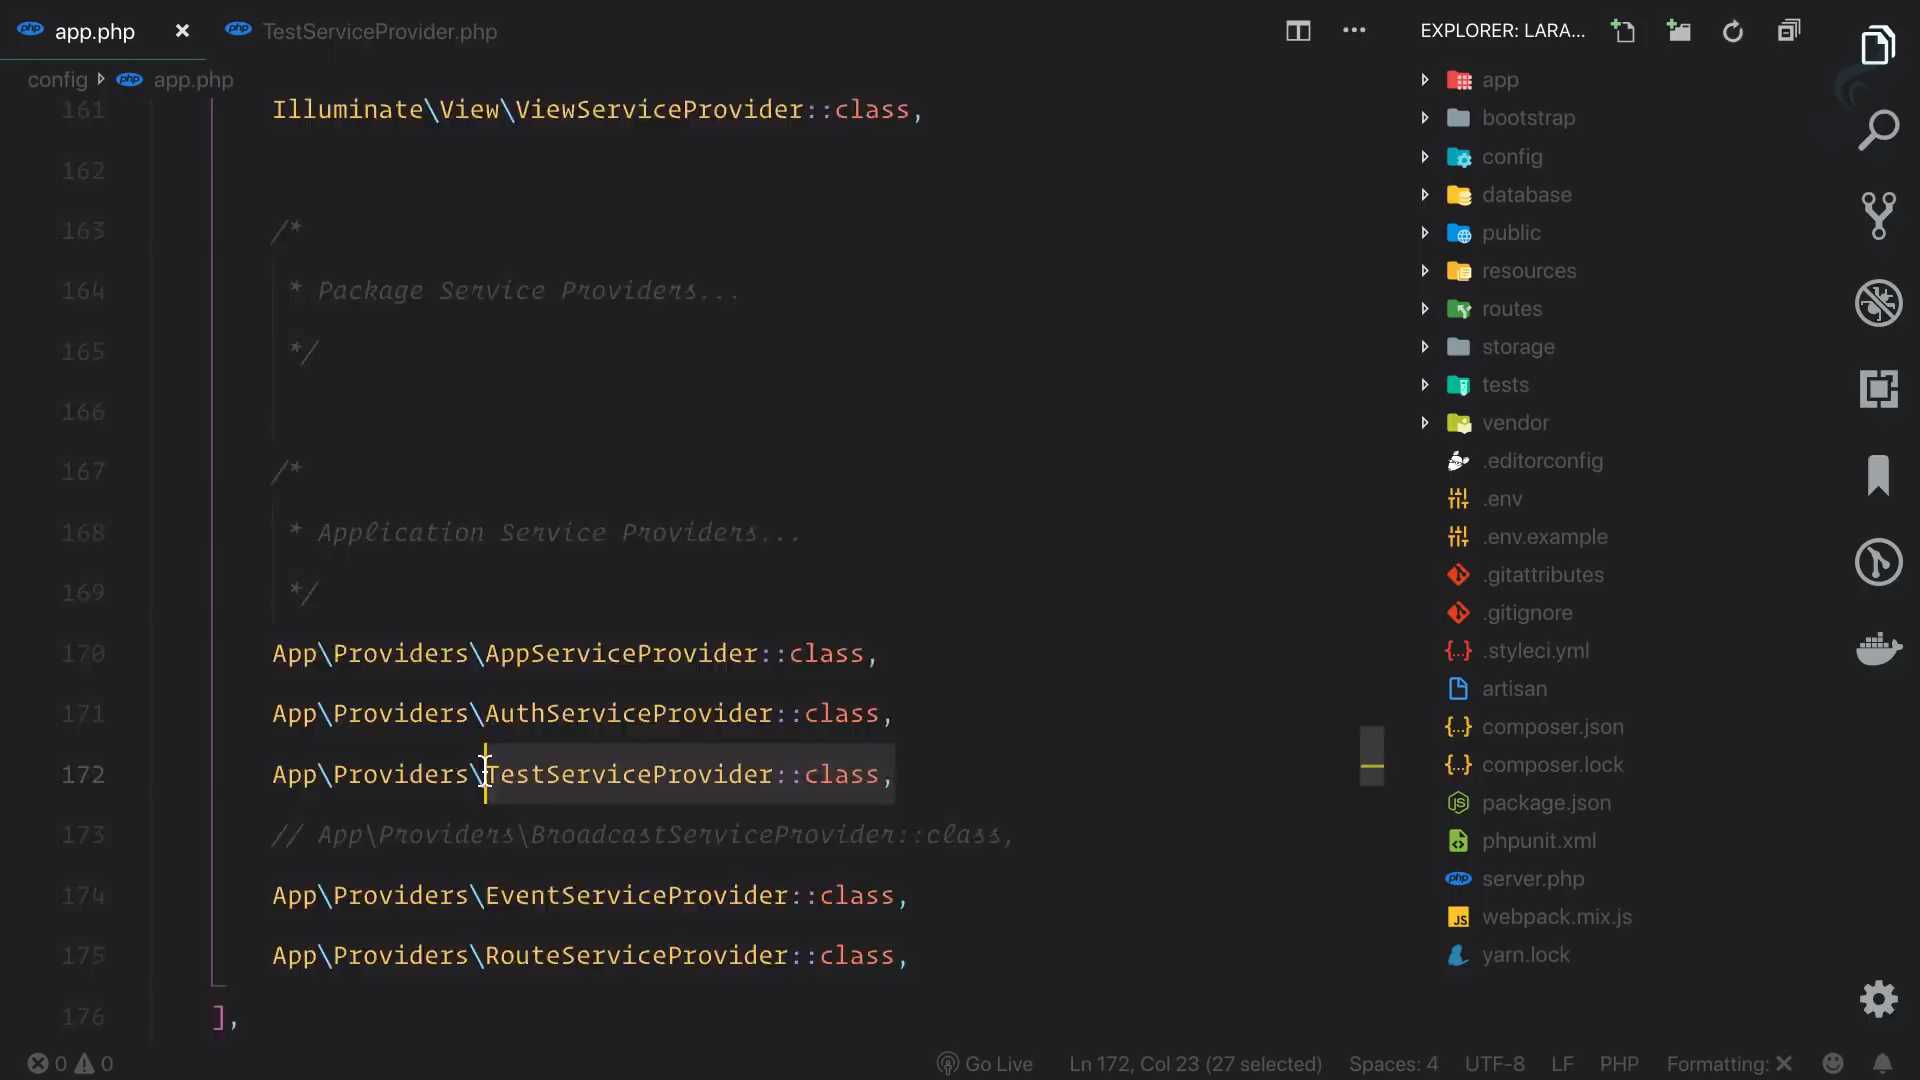 app.php
TestServiceProvider.php
EXPLORER: LARA...
config
app.php
161 Illuminate\View\ViewServiceProvider::class,
162
163 /*
164 * Package Service Providers...
165 */
166
167 /*
168 * Application Service Providers...
169 */
170 App\Providers\AppServiceProvider::class,
171 App\Providers\AuthServiceProvider::class,
172 App\Providers\TestServiceProvider::class,
173 // App\Providers\BroadcastServiceProvider::class,
174 App\Providers\EventServiceProvider::class,
175 App\Providers\RouteServiceProvider::class,
176 ],
app
bootstrap
config
database
public
resources
routes
storage
tests
vendor
.editorconfig
.env
.env.example
.gitattributes
.gitignore
.styleci.yml
artisan
composer.json
composer.lock
package.json
phpunit.xml
server.php
webpack.mix.js
yarn.lock
0 0 Go Live Ln 172, Col 23 (27 selected) Spaces: 4 UTF-8 LF PHP Formatting: ✕